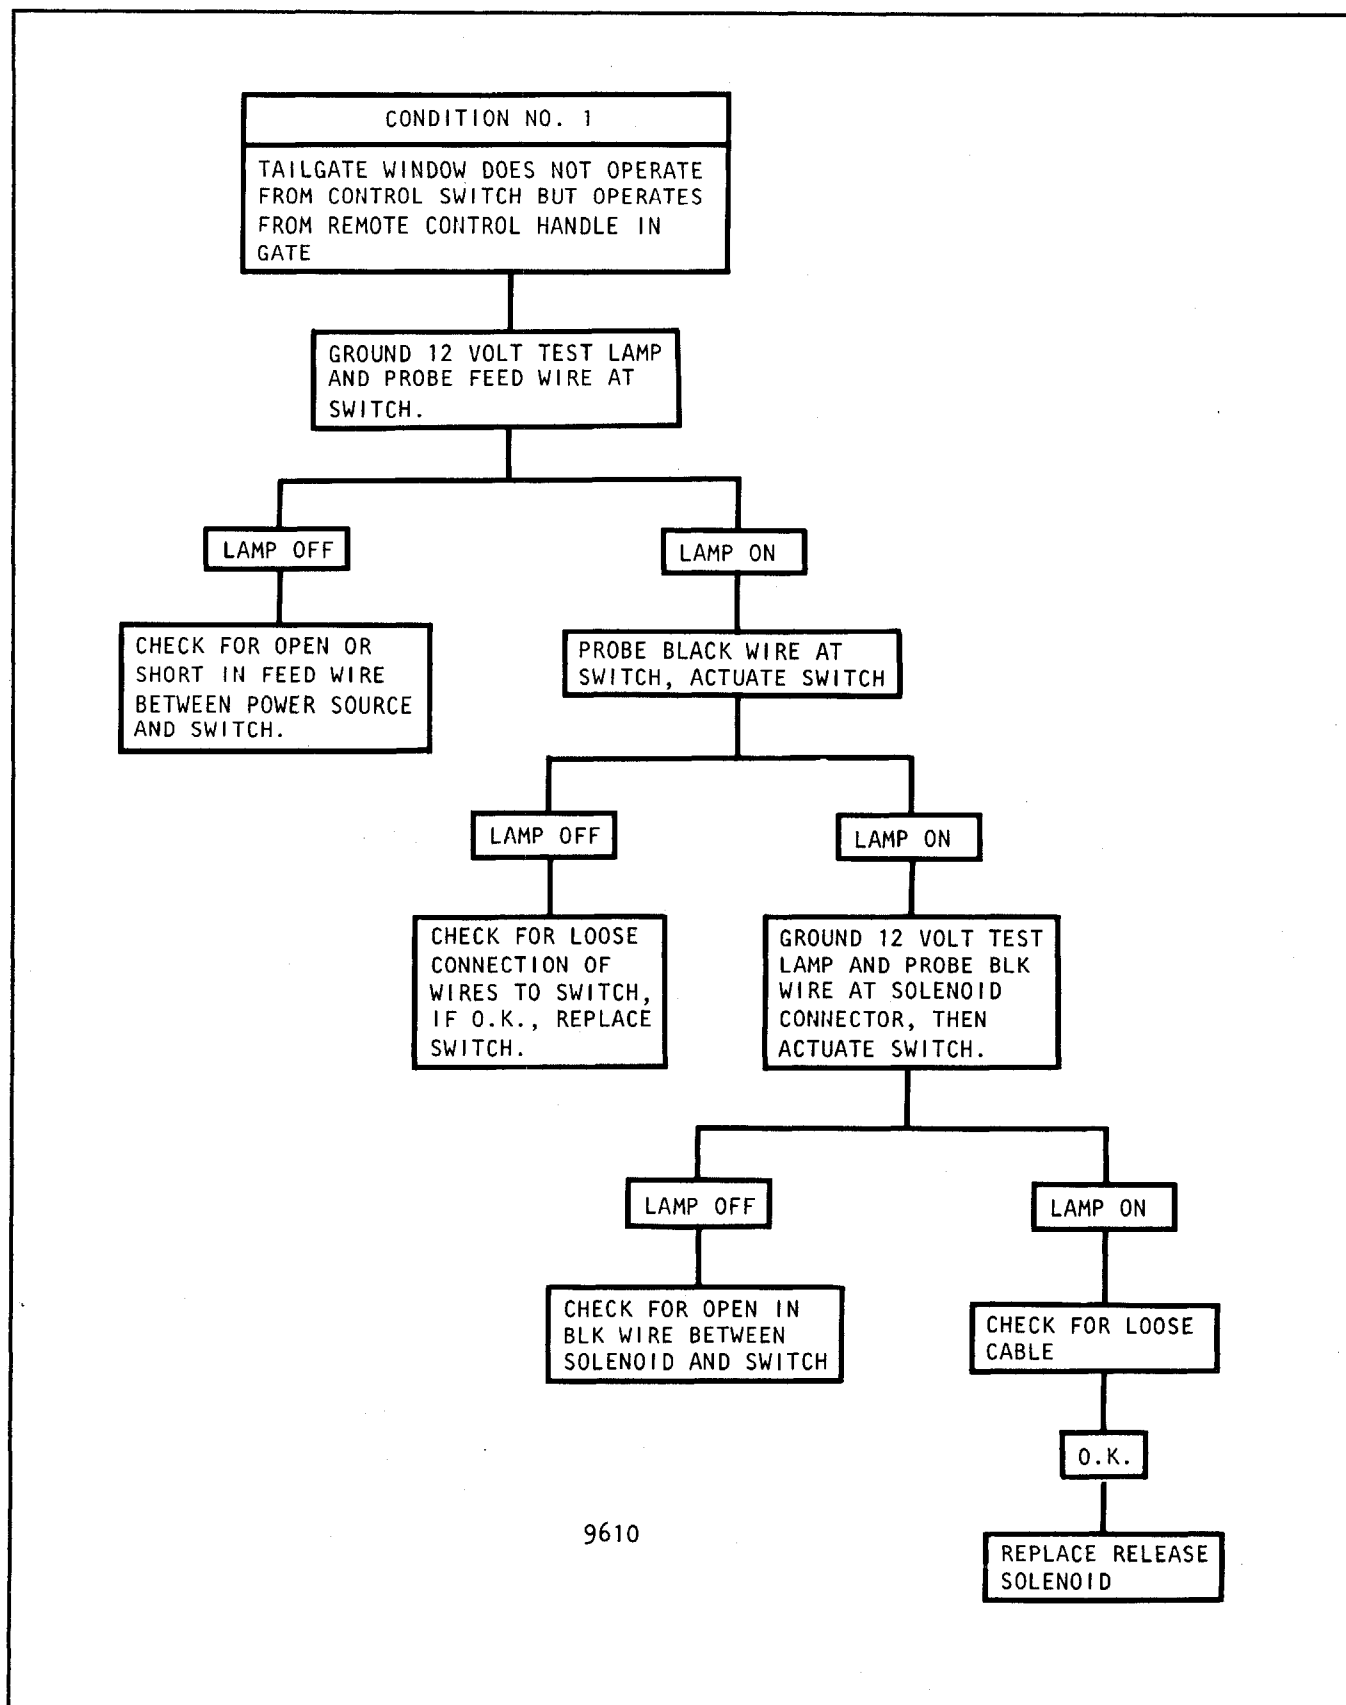 CONDITION NO. 1
TAILGATE WINDOW DOES NOT OPERATE
FROM CONTROL SWITCH BUT OPERATES
FROM REMOTE CONTROL HANDLE IN
GATE
GROUND 12 VOLT TEST LAMP
AND PROBE FEED WIRE AT
SWITCH.
LAMP OFF
LAMP ON
CHECK FOR OPEN OR
SHORT IN FEED WIRE
BETWEEN POWER SOURCE
AND SWITCH.
PROBE BLACK WIRE AT
SWITCH, ACTUATE SWITCH
LAMP OFF
LAMP ON
CHECK FOR LOOSE
CONNECTION OF
WIRES TO SWITCH,
IF O.K., REPLACE
SWITCH.
GROUND 12 VOLT TEST
LAMP AND PROBE BLK
WIRE AT SOLENOID
CONNECTOR, THEN
ACTUATE SWITCH.
LAMP OFF
LAMP ON
CHECK FOR OPEN IN
BLK WIRE BETWEEN
SOLENOID AND SWITCH
CHECK FOR LOOSE
CABLE
O.K.
REPLACE RELEASE
SOLENOID
9610